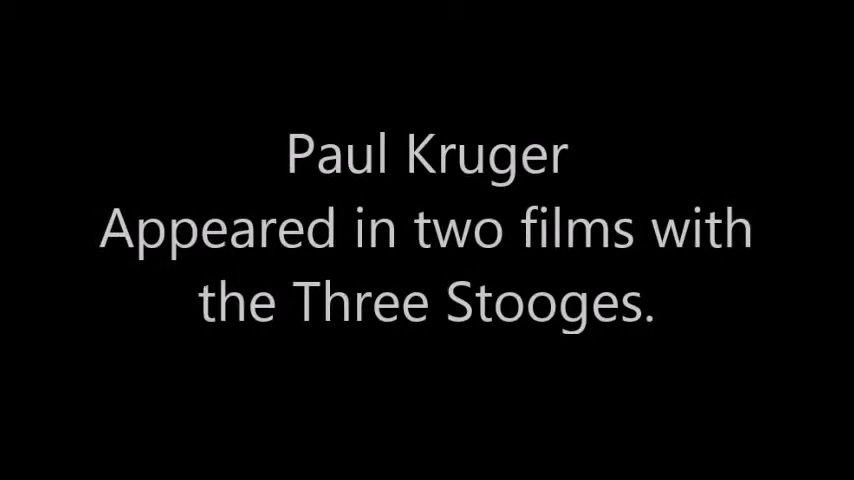 Paul Kruger
Appeared in two films with
the Three Stooges.